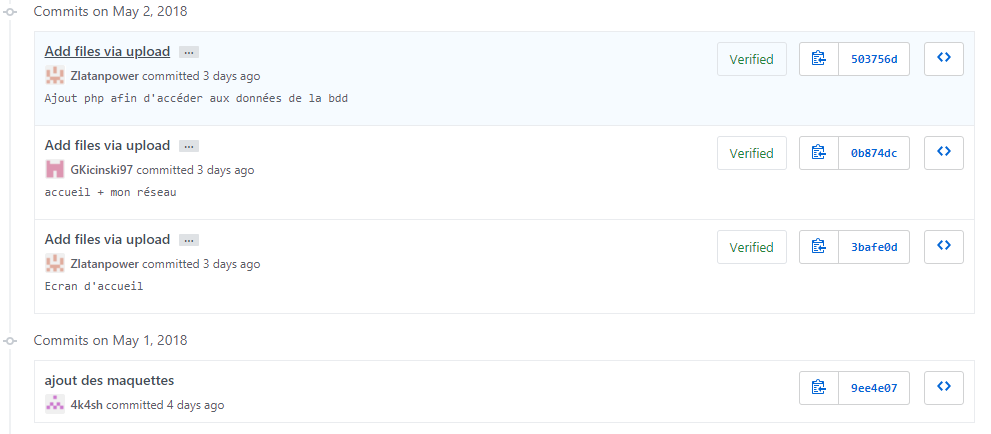 Commits on May 2, 2018
Add files via upload ...
Verified
503756d
Zlatanpower committed 3 days ago
Ajout php afin d'accéder aux données de la bdd
Add files via upload ...
Verified
0b874dc
GKicinski97 committed 3 days ago
accueil + mon réseau
Add files via upload ...
Verified
3bafe0d
Zlatanpower committed 3 days ago
Ecran d'accueil
Commits on May 1, 2018
ajout des maquettes
9ee4e07
4k4sh committed 4 days ago